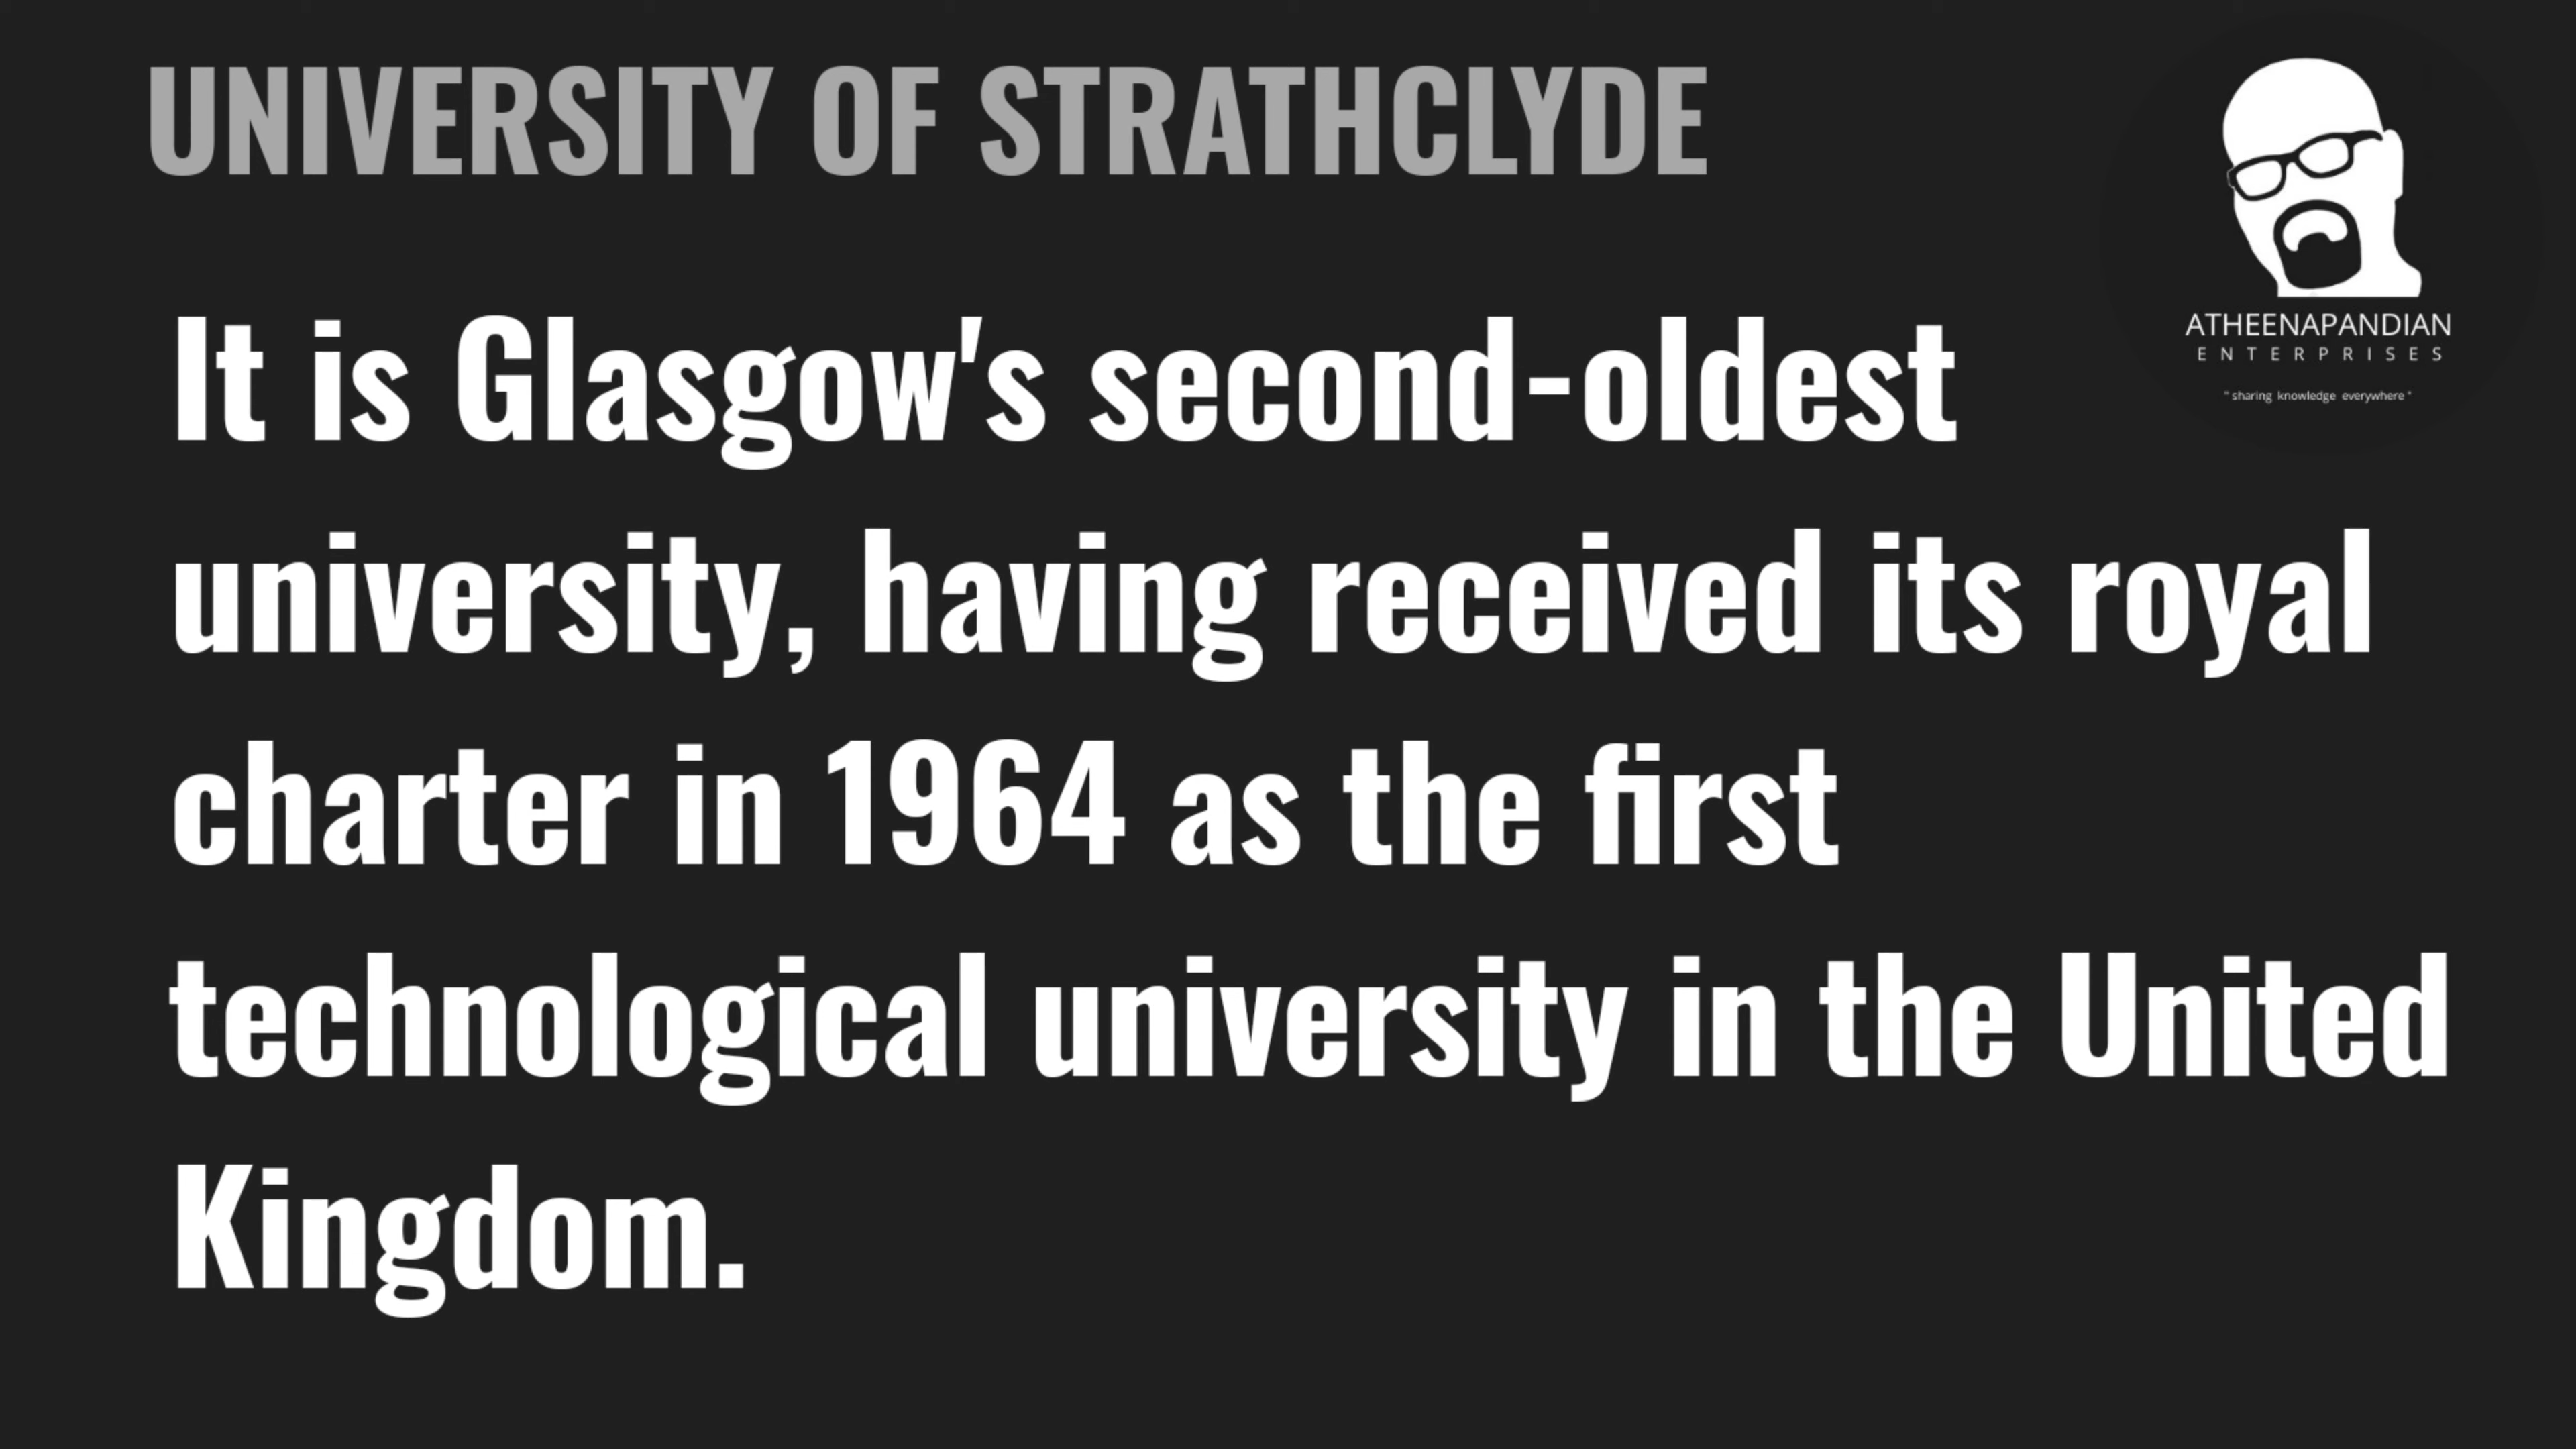 UNIVERSITY OF STRATHCLYDE
It is Glasgow's second-oldest
university, having received its royal
charter in 1964 as the first
technological university in the United
Kingdom.
ATHEENAPANDIAN
ENTERPRISES
" sharing knowledge everywhere "